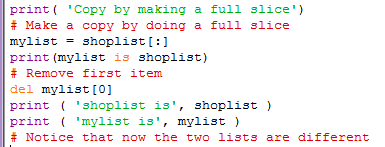 print( 'Copy by making a full slice')
# Make a copy by doing a full slice
mylist = shoplist[:]
print(mylist is shoplist)
# Remove first item
del mylist[0]
print ( 'shoplist is', shoplist )
print ( 'mylist is', mylist )
# Notice that now the two lists are different